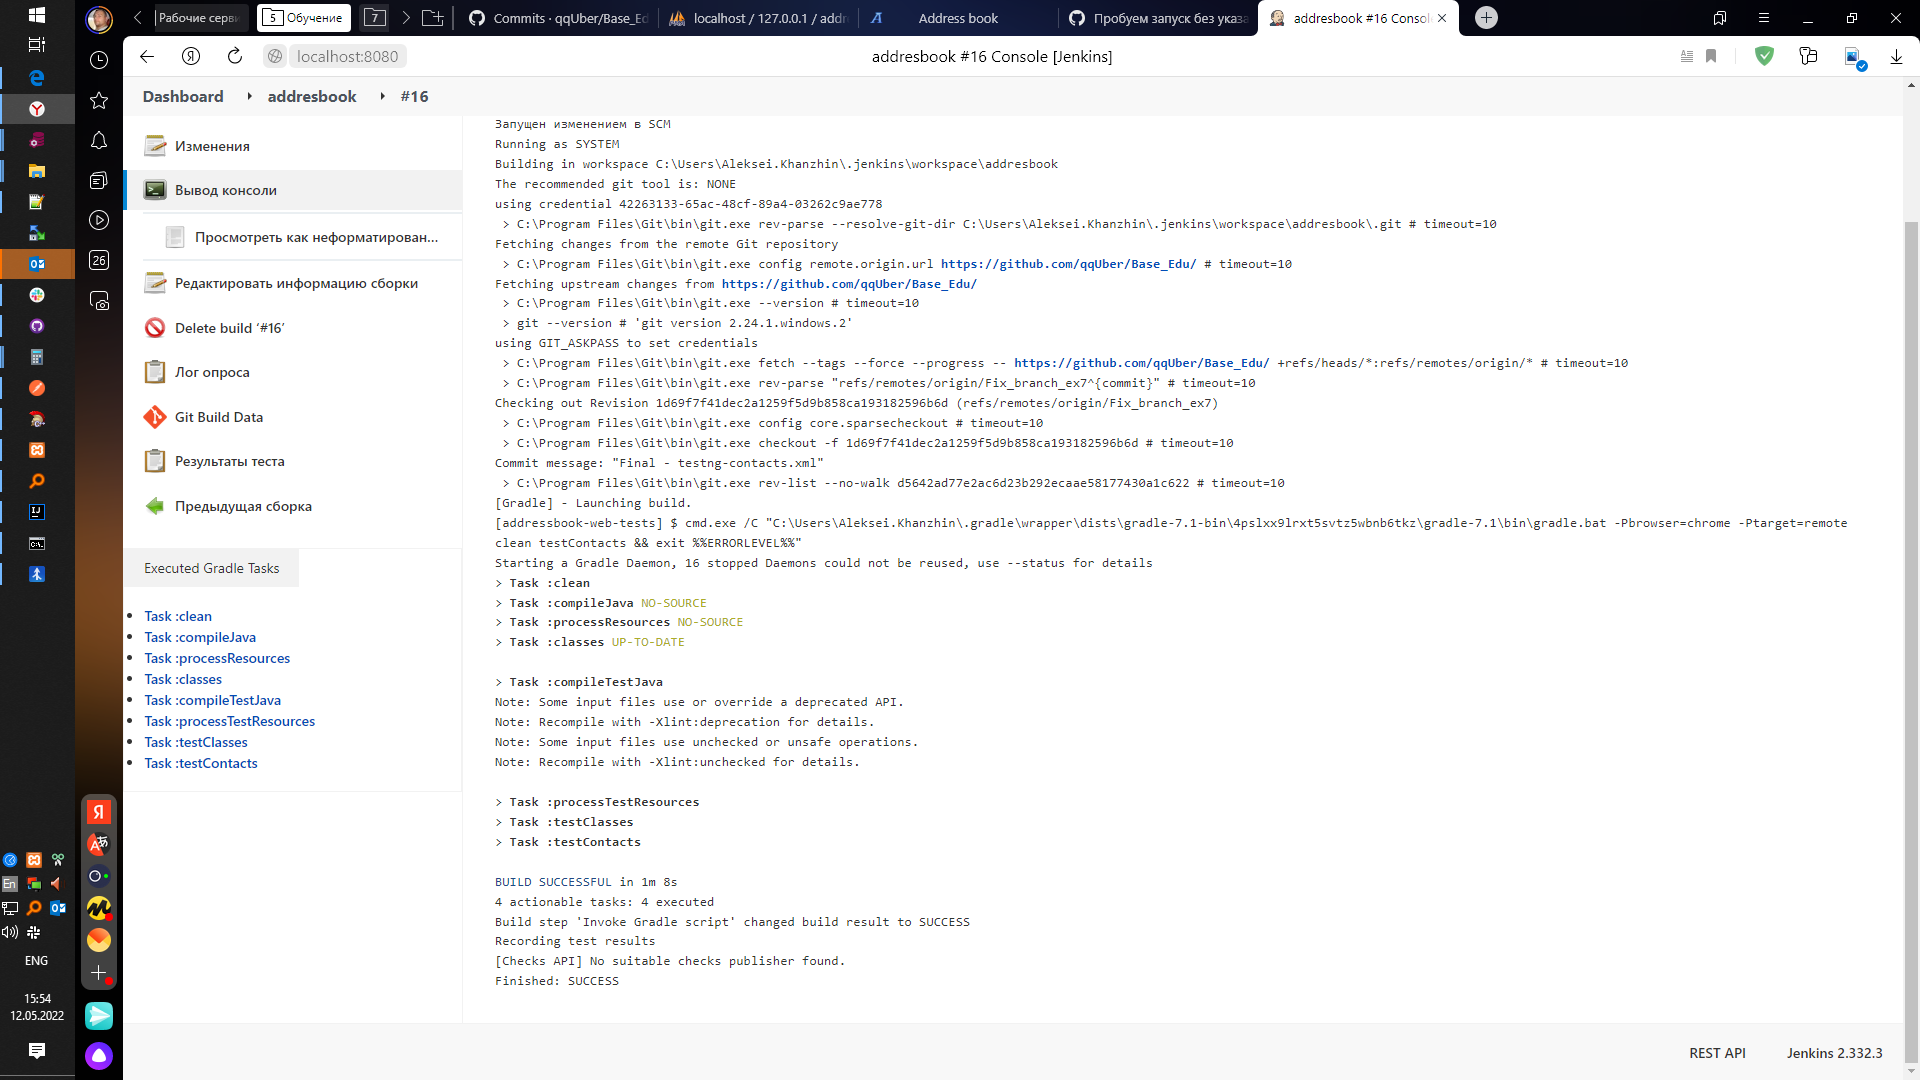 Рабочие серви
5 Обучение
7
Commits · qqUber/Base_Ed
localhost / 127.0.0.1 / addr
Address book
Пробуем запуск без указа
addresbook #16 Consol
localhost:8080
addresbook #16 Console [Jenkins]
Dashboard
addresbook
#16
Изменения
Вывод консоли
Просмотреть как неформатирован...
Редактировать информацию сборки
Delete build ‘#16’
Лог опроса
Git Build Data
Результаты теста
Предыдущая сборка
Executed Gradle Tasks
Task :clean
Task :compileJava
Task :processResources
Task :classes
Task :compileTestJava
Task :processTestResources
Task :testClasses
Task :testContacts
Запущен изменением в SCM
Running as SYSTEM
Building in workspace C:\Users\Aleksei.Khanzhin\.jenkins\workspace\addresbook
The recommended git tool is: NONE
using credential 42263133-65ac-48cf-89a4-03262c9ae778
> C:\Program Files\Git\bin\git.exe rev-parse --resolve-git-dir C:\Users\Aleksei.Khanzhin\.jenkins\workspace\addresbook\.git # timeout=10
Fetching changes from the remote Git repository
> C:\Program Files\Git\bin\git.exe config remote.origin.url https://github.com/qqUber/Base_Edu/ # timeout=10
Fetching upstream changes from https://github.com/qqUber/Base_Edu/
> C:\Program Files\Git\bin\git.exe --version # timeout=10
> git --version # 'git version 2.24.1.windows.2'
using GIT_ASKPASS to set credentials
> C:\Program Files\Git\bin\git.exe fetch --tags --force --progress -- https://github.com/qqUber/Base_Edu/ +refs/heads/*:refs/remotes/origin/* # timeout=10
> C:\Program Files\Git\bin\git.exe rev-parse "refs/remotes/origin/Fix_branch_ex7^{commit}" # timeout=10
Checking out Revision 1d69f7f41dec2a1259f5d9b858ca193182596b6d (refs/remotes/origin/Fix_branch_ex7)
> C:\Program Files\Git\bin\git.exe config core.sparsecheckout # timeout=10
> C:\Program Files\Git\bin\git.exe checkout -f 1d69f7f41dec2a1259f5d9b858ca193182596b6d # timeout=10
Commit message: "Final - testng-contacts.xml"
> C:\Program Files\Git\bin\git.exe rev-list --no-walk d5642ad77e2ac6d23b292ecaae58177430a1c622 # timeout=10
[Gradle] - Launching build.
[addressbook-web-tests] $ cmd.exe /C "C:\Users\Aleksei.Khanzhin\.gradle\wrapper\dists\gradle-7.1-bin\4pslxx9lrxt5svtz5wbnb6tkz\gradle-7.1\bin\gradle.bat -Pbrowser=chrome -Ptarget=remote
clean testContacts && exit %%ERRORLEVEL%%"
Starting a Gradle Daemon, 16 stopped Daemons could not be reused, use --status for details
> Task :clean
> Task :compileJava NO-SOURCE
> Task :processResources NO-SOURCE
> Task :classes UP-TO-DATE
> Task :compileTestJava
Note: Some input files use or override a deprecated API.
Note: Recompile with -Xlint:deprecation for details.
Note: Some input files use unchecked or unsafe operations.
Note: Recompile with -Xlint:unchecked for details.
> Task :processTestResources
> Task :testClasses
> Task :testContacts
BUILD SUCCESSFUL in 1m 8s
4 actionable tasks: 4 executed
Build step 'Invoke Gradle script' changed build result to SUCCESS
Recording test results
[Checks API] No suitable checks publisher found.
Finished: SUCCESS
REST API
Jenkins 2.332.3
26
En
ENG
15:54
12.05.2022